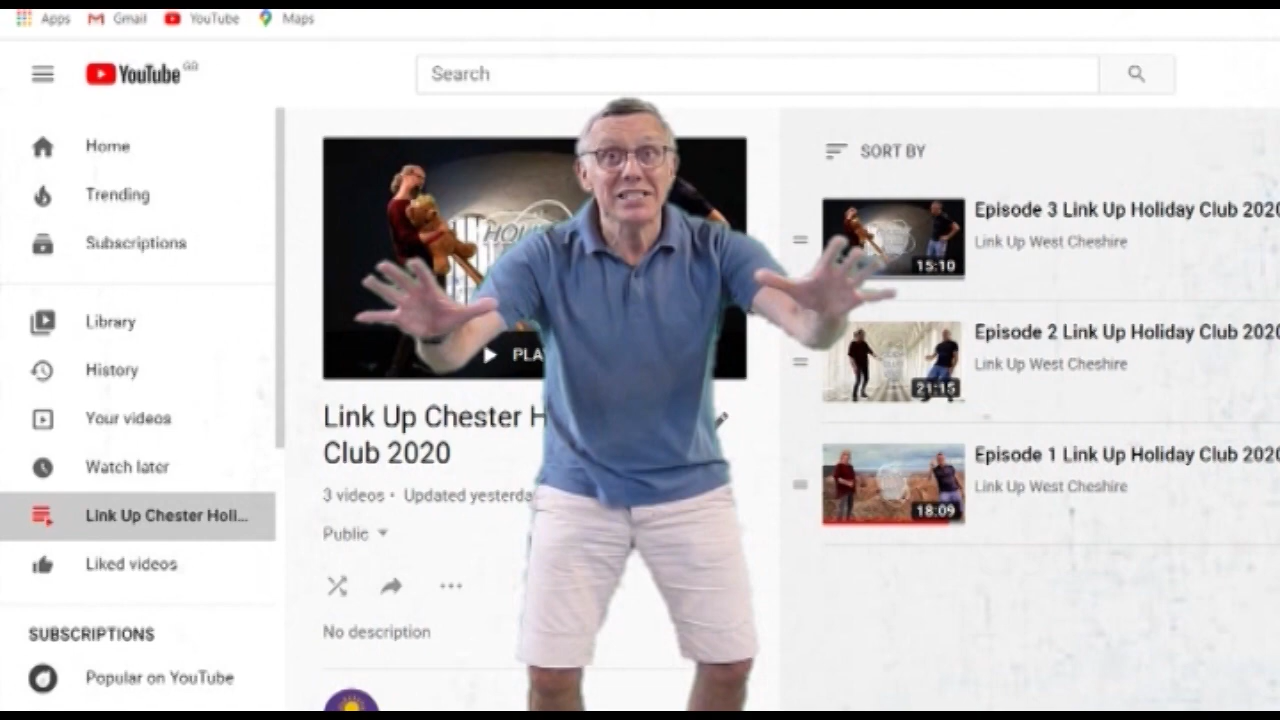 Apps Gmail YouTube Maps
YouTube GB
Search
Home
Trending
Subscriptions
Library
History
Your videos
Watch later
Link Up Chester Holi...
Liked videos
SUBSCRIPTIONS
Popular on YouTube
PLA
Link Up Chester H
Club 2020
3 videos • Updated yesterda
Public
No description
SORT BY
Episode 3 Link Up Holiday Club 2020
Link Up West Cheshire
15:10
Episode 2 Link Up Holiday Club 2020
Link Up West Cheshire
21:15
Episode 1 Link Up Holiday Club 2020
Link Up West Cheshire
18:09